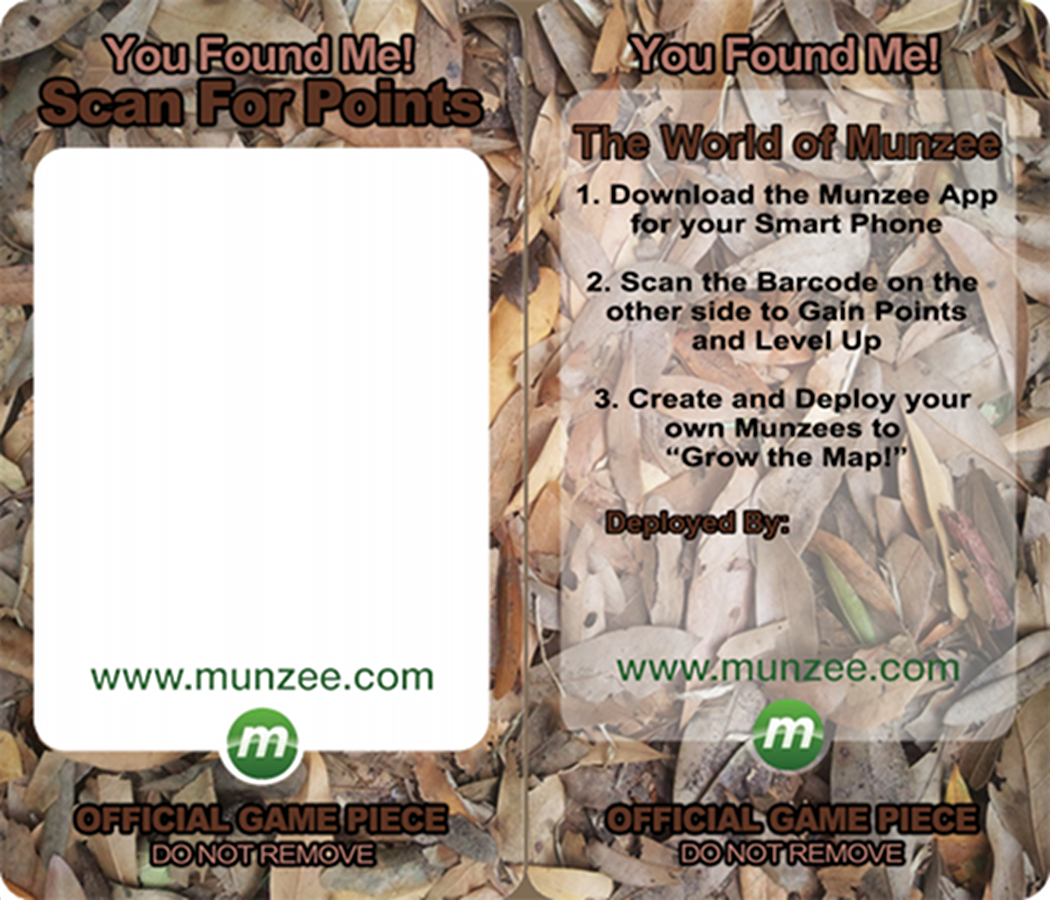 You Found Me!
Scan For Points
www.munzee.com
m
OFFICIAL GAME PIECE
DO NOT REMOVE
You Found Me!
The World of Munzee
1. Download the Munzee App
for your Smart Phone
2. Scan the Barcode on the
other side to Gain Points
and Level Up
3. Create and Deploy your
own Munzees to
“Grow the Map!”
Deployed By:
www.munzee.com
m
OFFICIAL GAME PIECE
DO NOT REMOVE